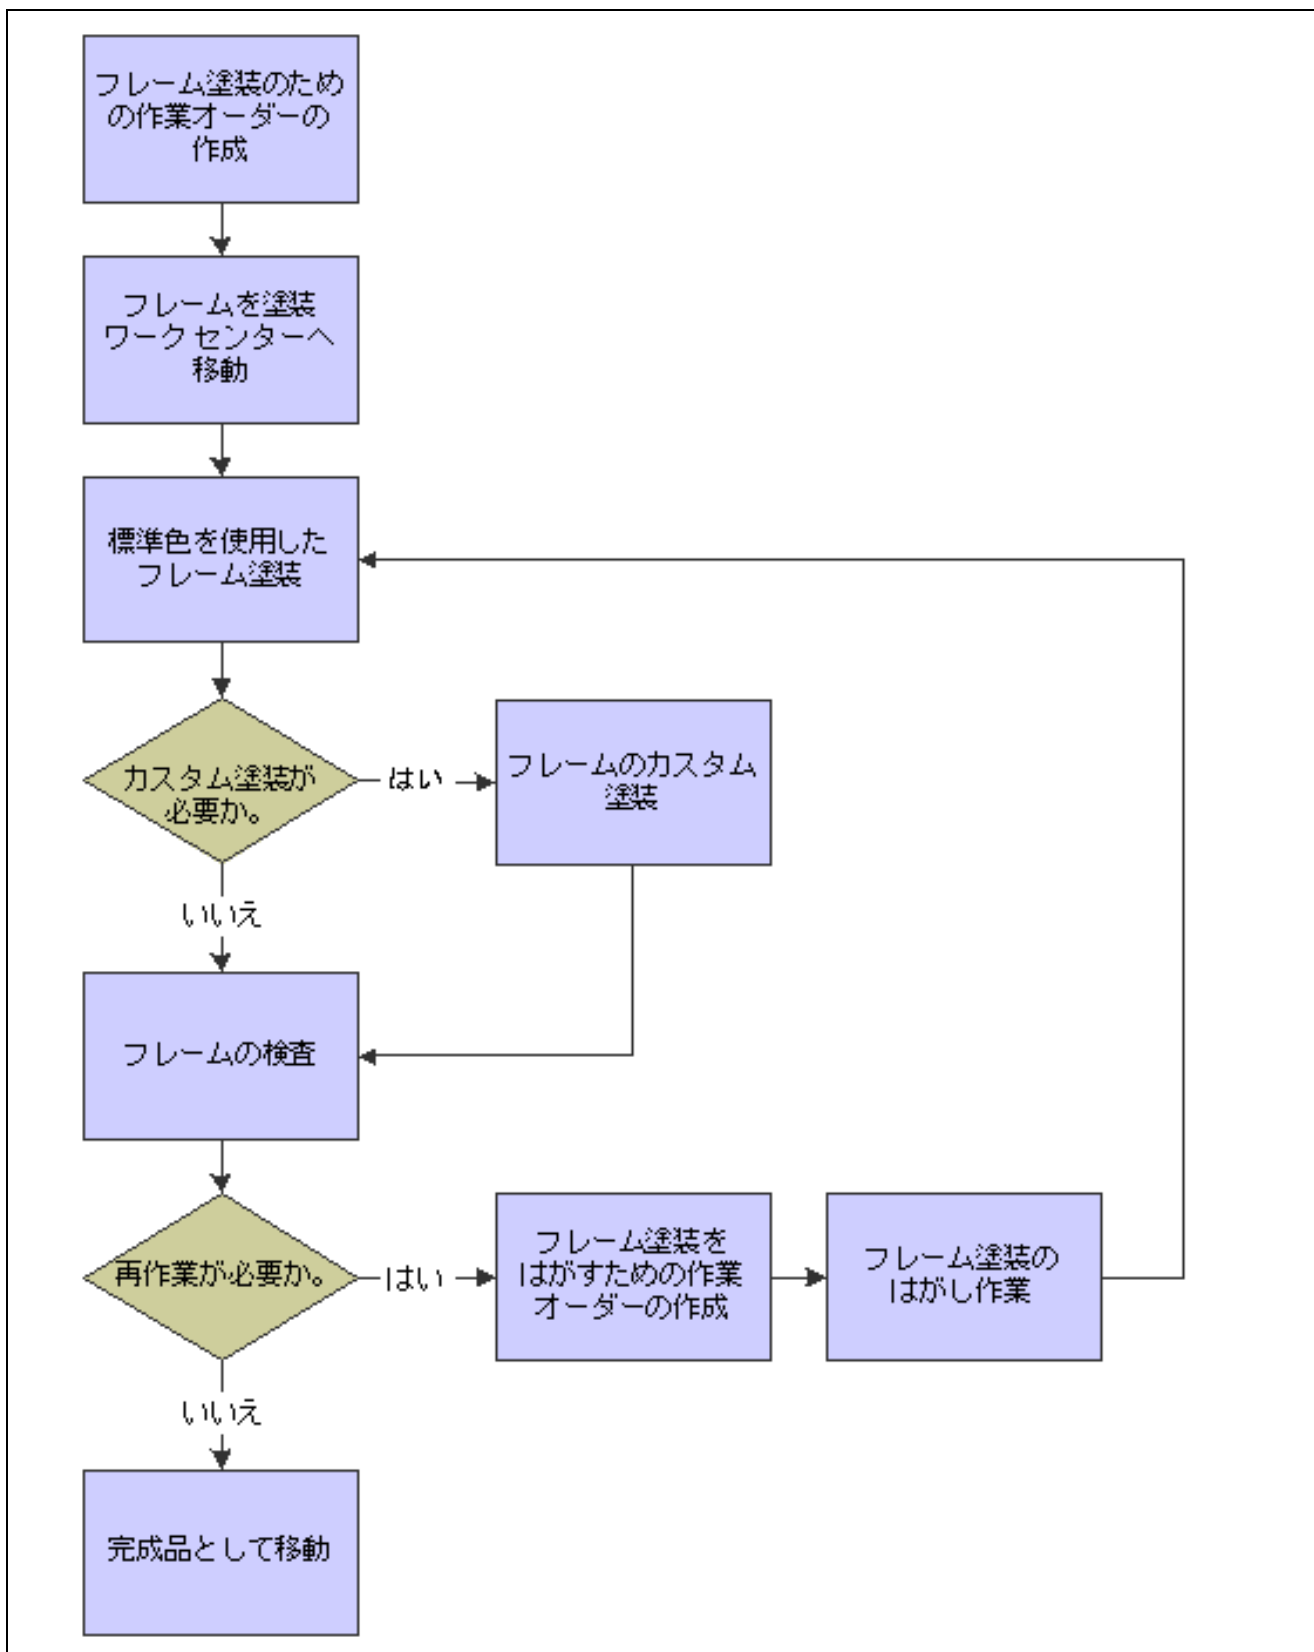 フレーム塗装のため
の作業オーダーの
作成
フレームを塗装
ワーク センターへ
移動
標準色を使用した
フレーム塗装
カスタム塗装が
必要か。
はい
フレームのカスタム
塗装
いいえ
フレームの検査
再作業が必要か。
はい
フレーム塗装を
はがすための作業
オーダーの作成
フレーム塗装の
はがし作業
いいえ
完成品として移動